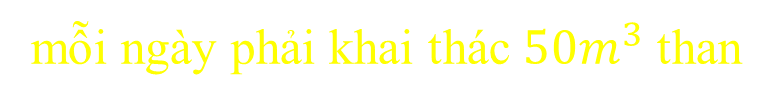 mỗi ngày phải khai thác 50m³ than